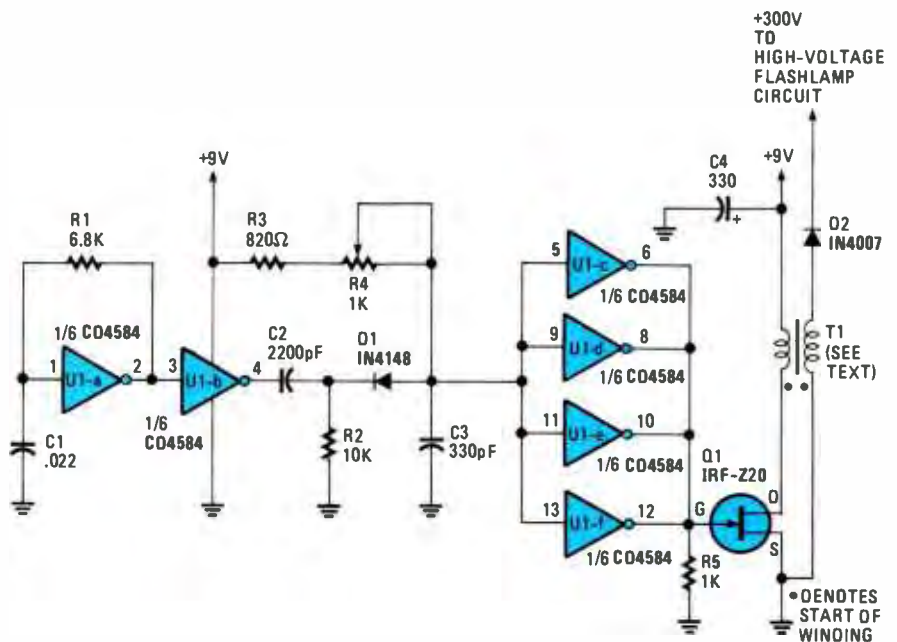 +300V
TO
HIGH-VOLTAGE
FLASHLAMP
CIRCUIT
+9V
C4
330
+
+9V
D2
IN4007
R1
6.8K
R3
820Ω
R4
1K
5
U1-c
6
1/6 CD4584
T1
(SEE
TEXT)
1/6 CD4584
1
U1-a
2
3
U1-b
4
C2
2200pF
D1
IN4148
9
U1-d
8
1/6 CD4584
1/6
CD4584
C1
.022
R2
10K
C3
330pF
11
U1-e
10
1/6 CD4584
Q1
IRF-Z20
13
U1-f
12
G
D
S
1/6 CD4584
R5
1K
•DENOTES
START OF
WINDING